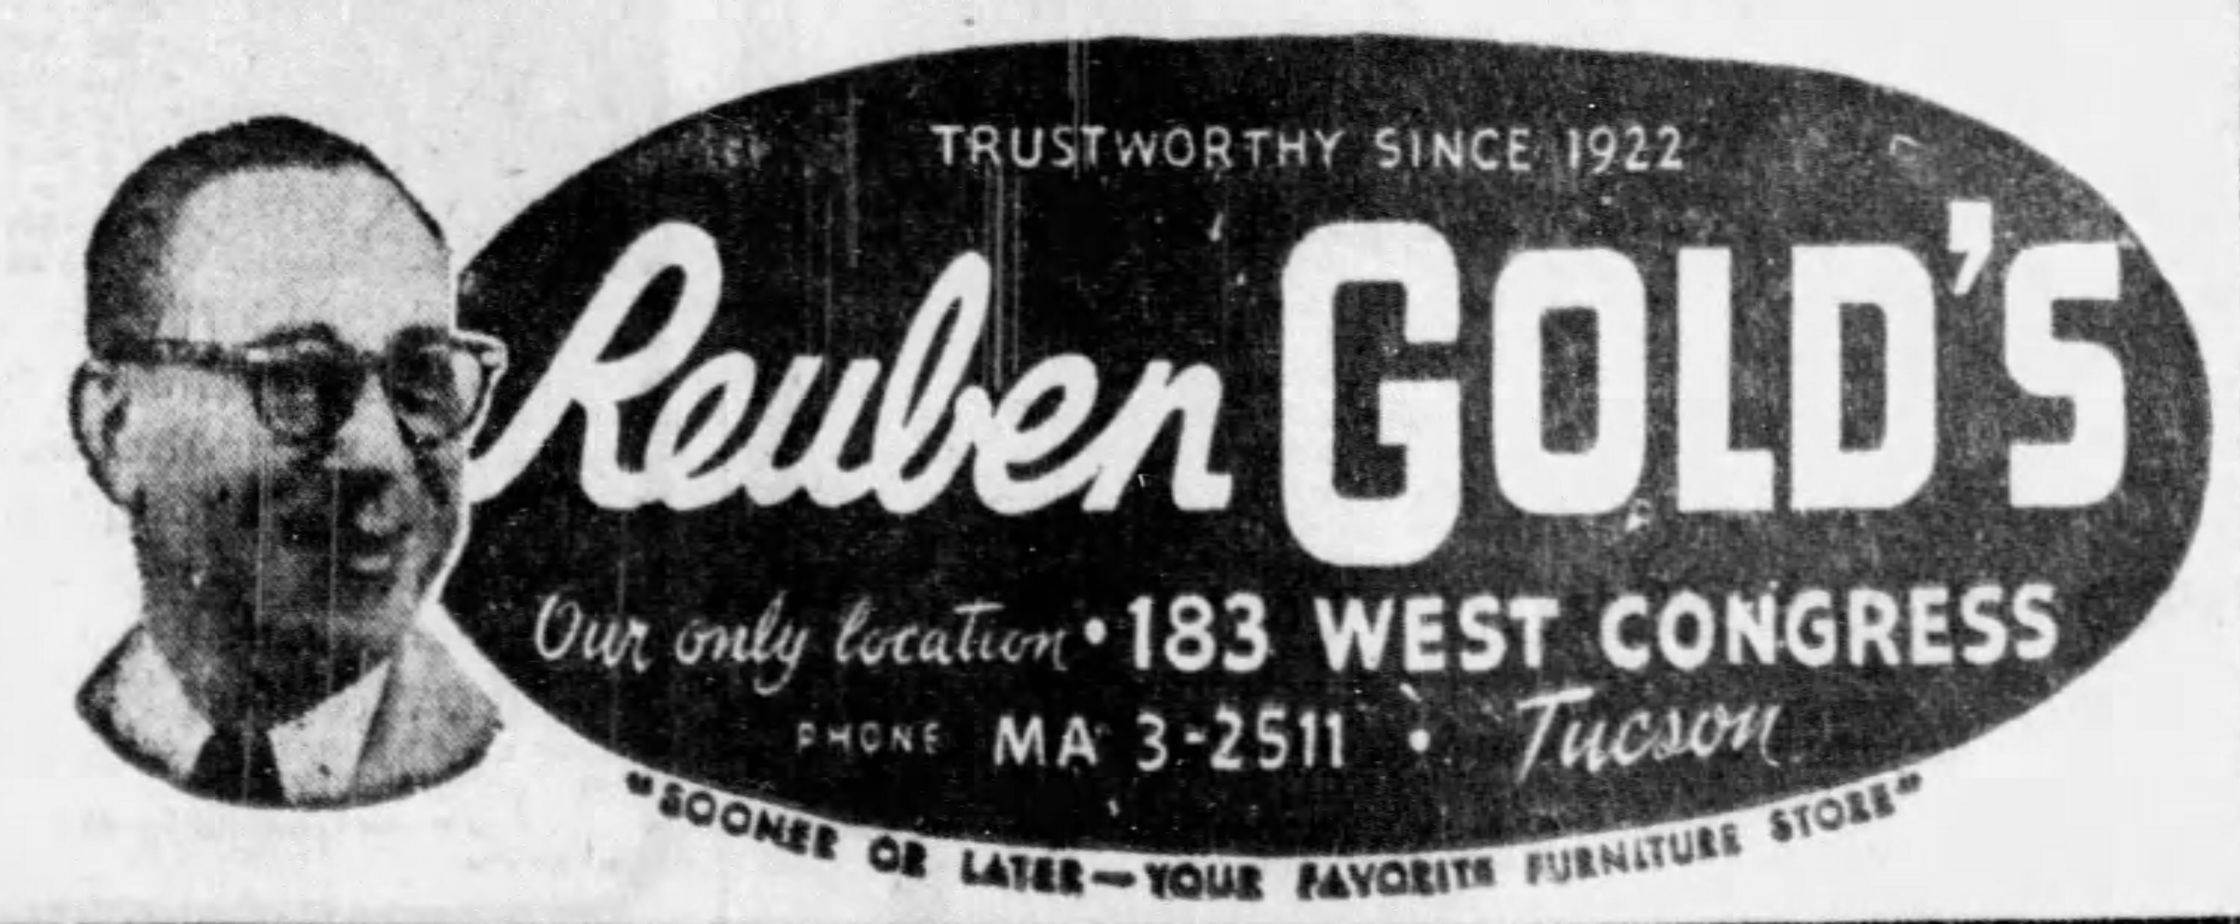 TRUSTWORTHY SINCE 1922
Reuben GOLD'S
Our only location • 183 WEST CONGRESS
PHONE MA 3-2511 • Tucson
"SOONER OR LATER—YOUR FAVORITE FURNITURE STORE"